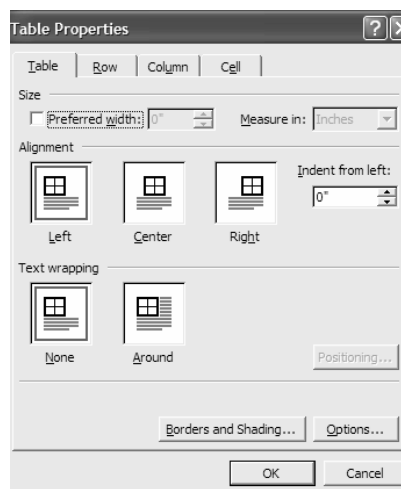 Table Properties
Table Row Column Cell
Size
Preferred width: 0" Measure in: Inches
Alignment
Indent from left:
0"
Left Center Right
Text wrapping
None Around Positioning...
Borders and Shading... Options...
OK Cancel